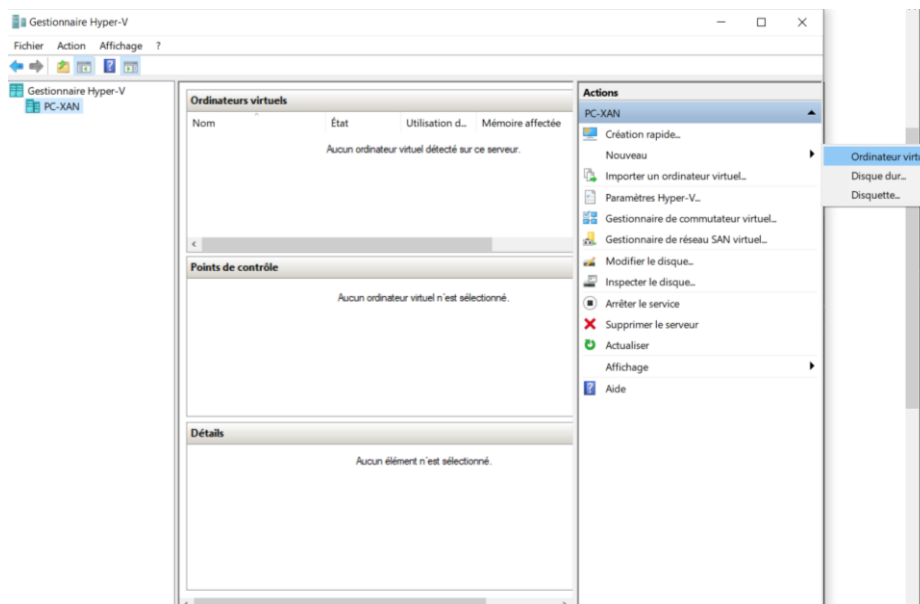 Gestionnaire Hyper-V
Fichier Action Affichage ?
Gestionnaire Hyper-V
PC-XAN
Ordinateurs virtuels
Nom État Utilisation d... Mémoire affectée
Aucun ordinateur virtuel détecté sur ce serveur.
Points de contrôle
Aucun ordinateur virtuel n'est sélectionné.
Détails
Aucun élément n'est sélectionné.
Actions
PC-XAN
Création rapide...
Nouveau
Importer un ordinateur virtuel...
Paramètres Hyper-V...
Gestionnaire de commutateur virtuel...
Gestionnaire de réseau SAN virtuel...
Modifier le disque...
Inspecter le disque...
Arrêter le service
Supprimer le serveur
Actualiser
Affichage
Aide
Ordinateur
Disque dur...
Disquette...